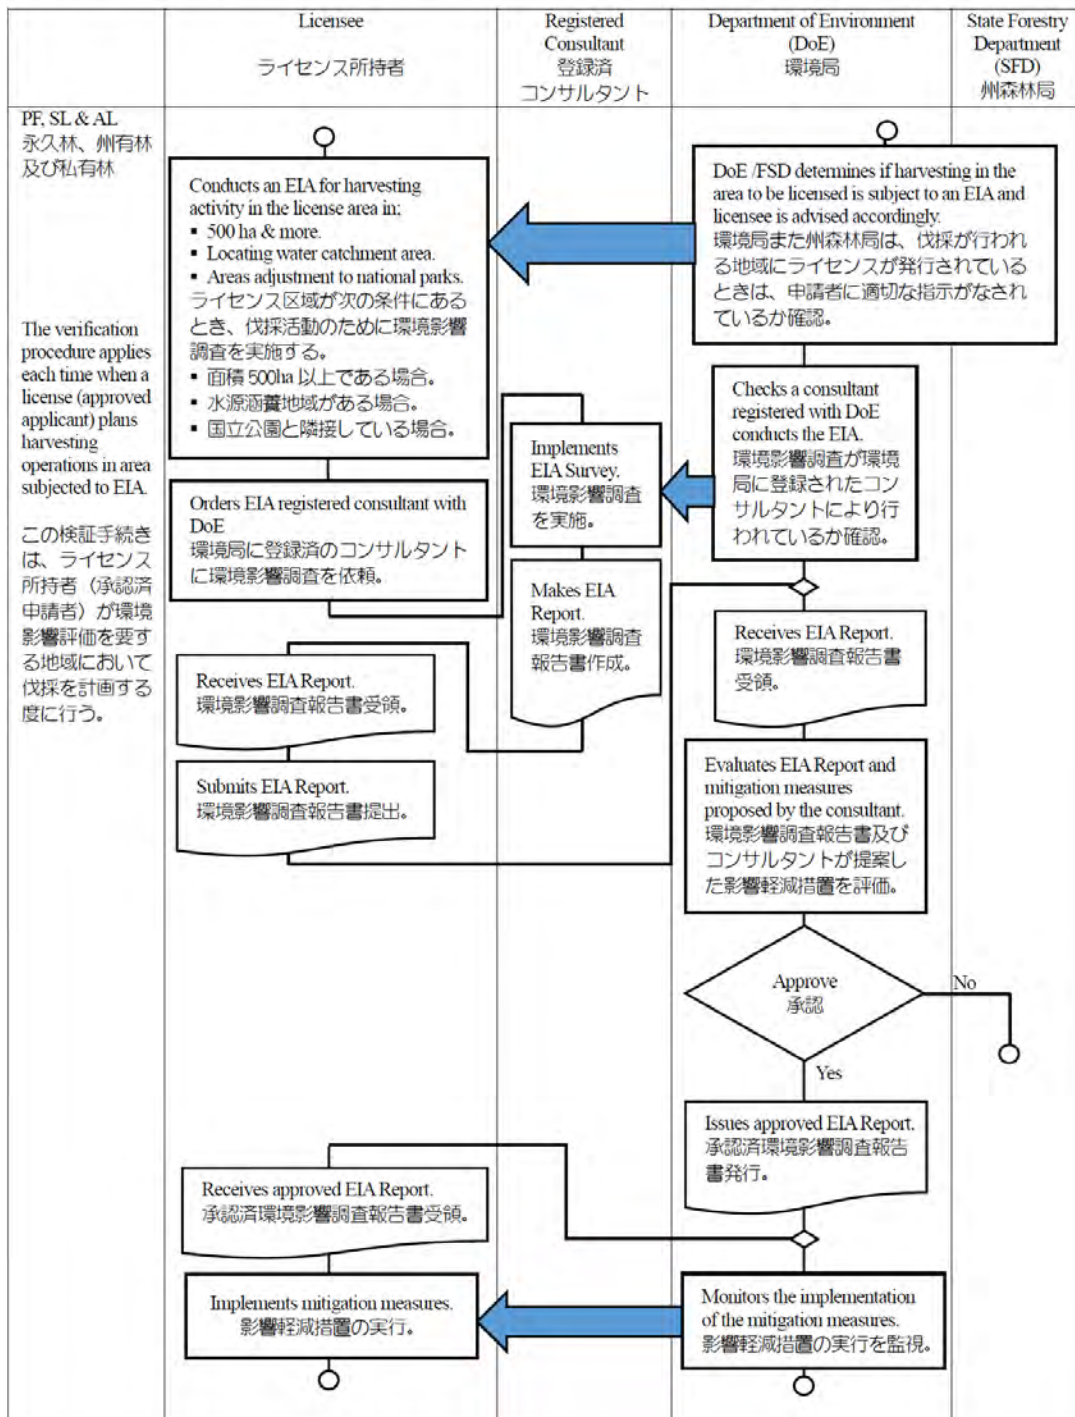 Licensee
ライセンス所持者
Registered
Consultant
登録済
コンサルタント
Department of Environment
(DoE)
環境局
State Forestry
Department
(SFD)
州森林局
PF, SL & AL
永久林、州有林
及び私有林
The verification
procedure applies
each time when a
license (approved
applicant) plans
harvesting
operations in area
subjected to EIA.
この検証手続き
は、ライセンス
所持者（承認済
申請者）が環境
影響評価を要す
る地域において
伐採を計画する
度に行う。
Conducts an EIA for harvesting
activity in the license area in;
▪ 500 ha & more.
▪ Locating water catchment area.
▪ Areas adjustment to national parks.
ライセンス区域が次の条件にあると
き、伐採活動のために環境影響
調査を実施する。
▪ 面積 500ha 以上である場合。
▪ 水源涵養地域がある場合。
▪ 国立公園と隣接している場合。
DoE /FSD determines if harvesting in the
area to be licensed is subject to an EIA and
licensee is advised accordingly.
環境局また州森林局は、伐採が行われ
る地域にライセンスが発行されている
ときは、申請者に適切な指示がなされ
ているか確認。
Checks a consultant
registered with DoE
conducts the EIA.
環境影響調査が環境
局に登録されたコン
サルタントにより行
われているか確認。
Implements
EIA Survey.
環境影響調査
を実施。
Orders EIA registered consultant with
DoE
環境局に登録済のコンサルタント
に環境影響調査を依頼。
Makes EIA
Report.
環境影響調査
報告書作成。
Receives EIA Report.
環境影響調査報告書受領。
Submits EIA Report.
環境影響調査報告書提出。
Receives EIA Report.
環境影響調査報告書
受領。
Evaluates EIA Report and
mitigation measures
proposed by the consultant.
環境影響調査報告書及び
コンサルタントが提案し
た影響軽減措置を評価。
Approve
承認
No
Yes
Issues approved EIA Report.
承認済環境影響調査報告
書発行。
Receives approved EIA Report.
承認済環境影響調査報告書受領。
Implements mitigation measures.
影響軽減措置の実行。
Monitors the implementation
of the mitigation measures.
影響軽減措置の実行を監視。